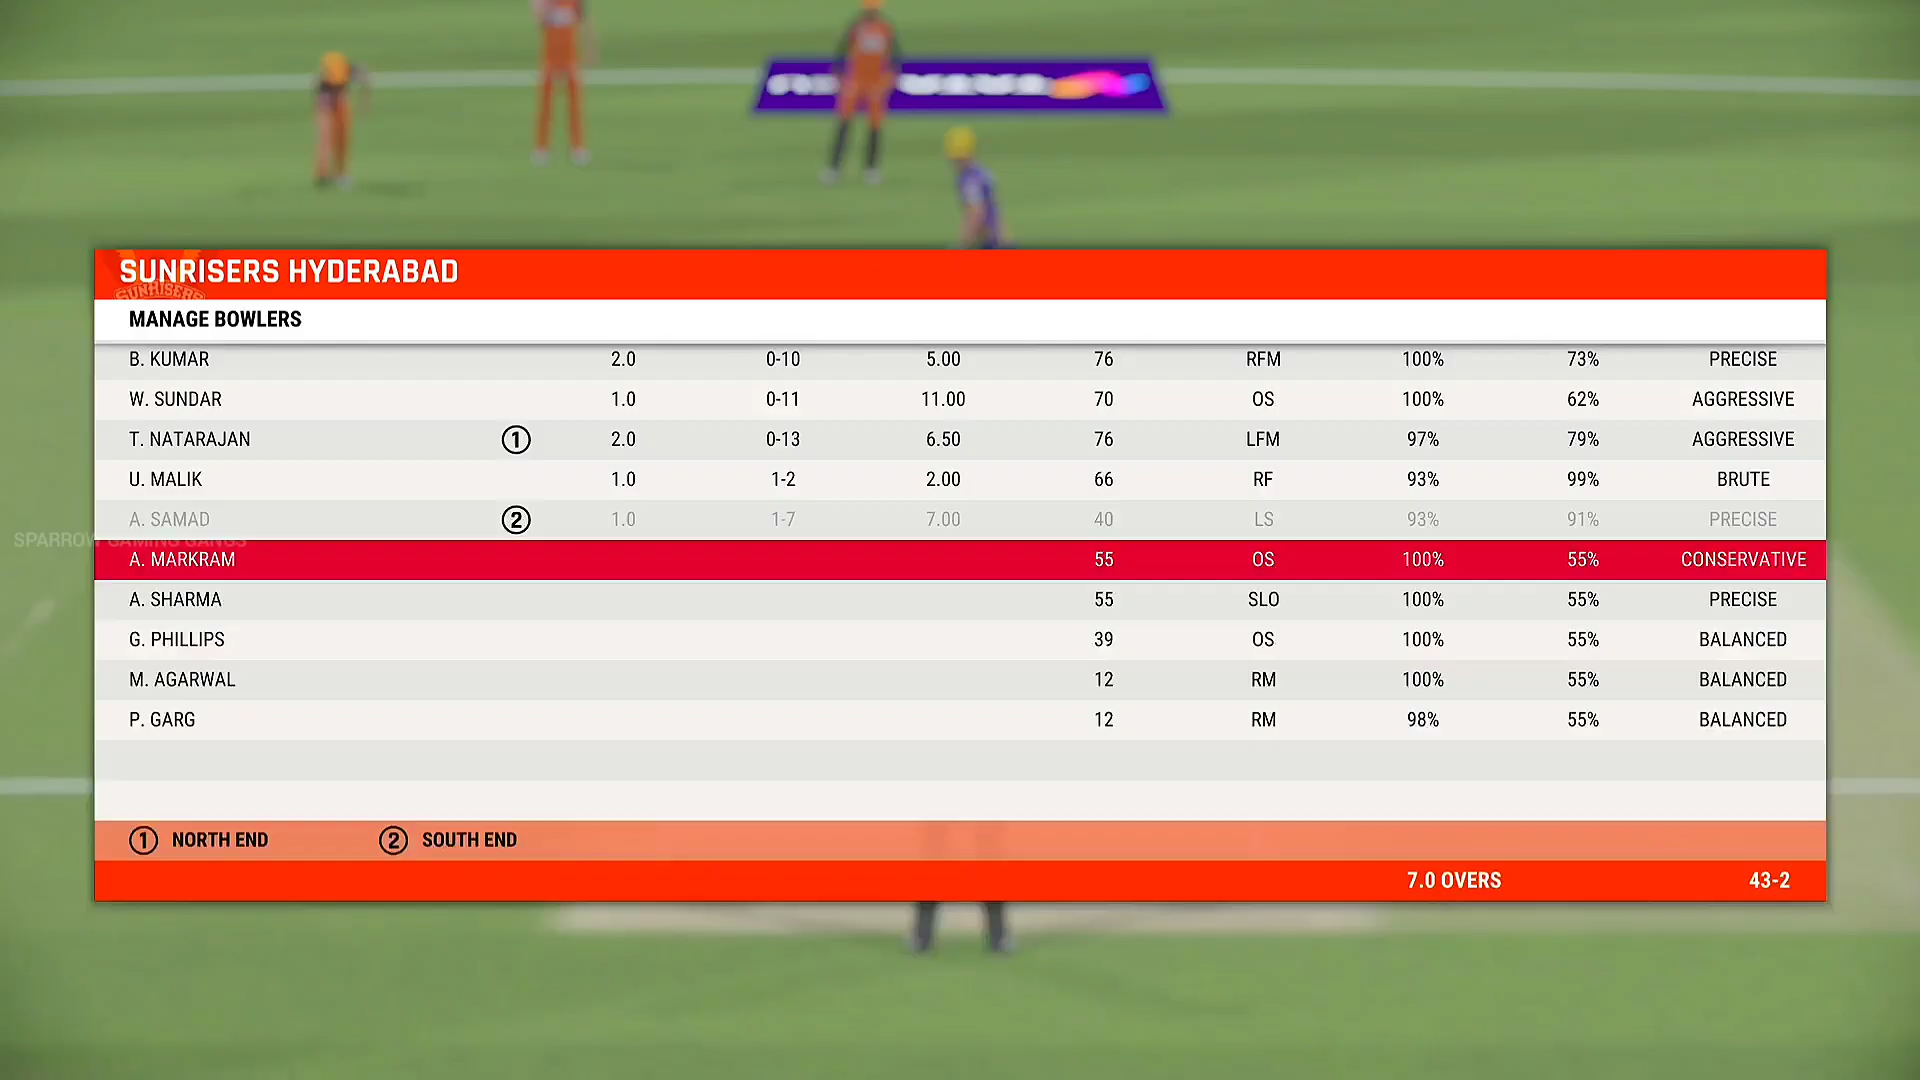 SUNRISERS HYDERABAD
SUNRISERS
MANAGE BOWLERS
B. KUMAR 2.0 0-10 5.00 76 RFM 100% 73% PRECISE
W. SUNDAR 1.0 0-11 11.00 70 OS 100% 62% AGGRESSIVE
T. NATARAJAN 1 2.0 0-13 6.50 76 LFM 97% 79% AGGRESSIVE
U. MALIK 1.0 1-2 2.00 66 RF 93% 99% BRUTE
A. SAMAD 2 1.0 1-7 7.00 40 LS 93% 91% PRECISE
SPARROW GAMING GANGS
A. MARKRAM 55 OS 100% 55% CONSERVATIVE
A. SHARMA 55 SLO 100% 55% PRECISE
G. PHILLIPS 39 OS 100% 55% BALANCED
M. AGARWAL 12 RM 100% 55% BALANCED
P. GARG 12 RM 98% 55% BALANCED
1 NORTH END 2 SOUTH END
7.0 OVERS 43-2